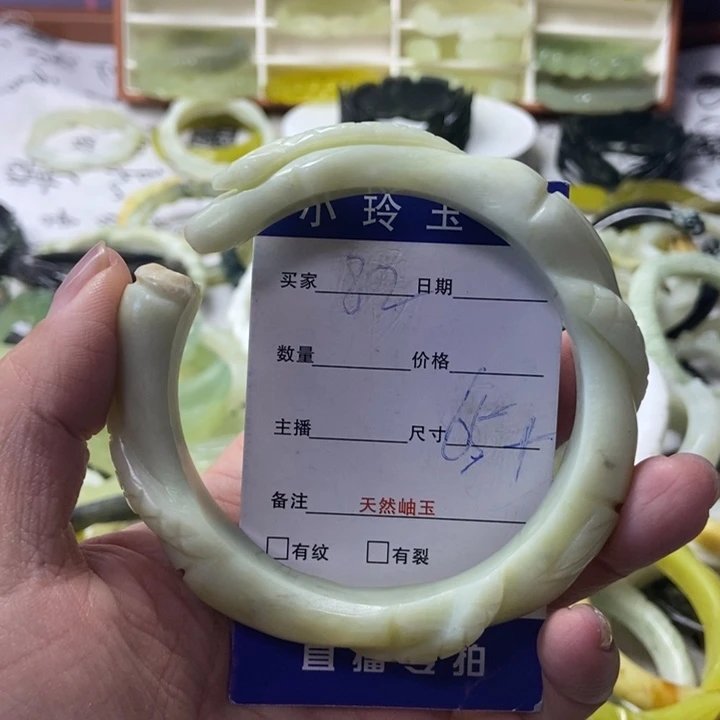 小玲玉
买家 82 日期
数量 价格
主播 尺寸 65+
备注 天然岫玉
□有纹 □有裂
直播专拍